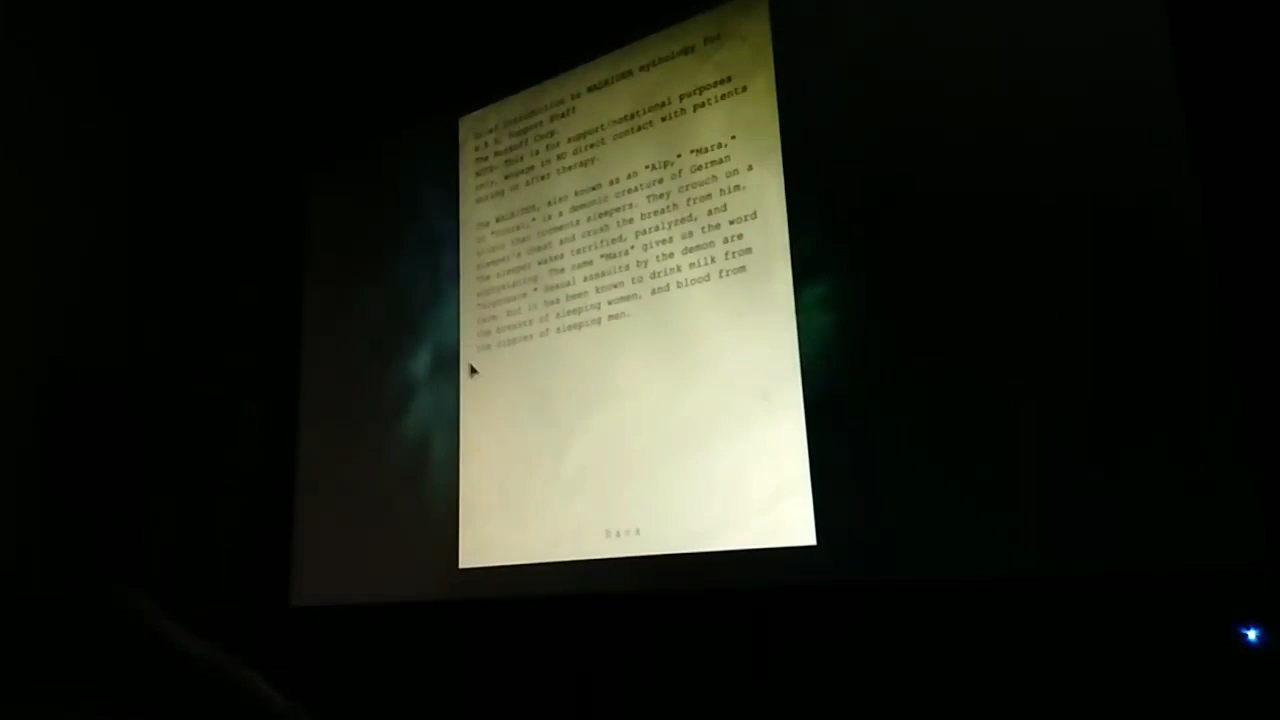 Brief introduction to WALRIDER mythology for
R & D. Support Staff
The Murkoff Corp.
NOTE: This is for support/notational purposes
only, engage in NO direct contact with patients
during or after therapy.
The WALRIDER, also known as an "Alp," "Mara,"
or is a demonic creature of German
origin that torments sleepers. They crouch on a
sleeper's chest and crush the breath from him.
The sleeper wakes terrified, paralyzed, and
asphyxiating. The name "Mara" gives us the word
"nightmare." Sexual assaults by the demon are
rare, but it has been known to drink milk from
the breasts of sleeping women, and blood from
the nipples of sleeping men.
Back